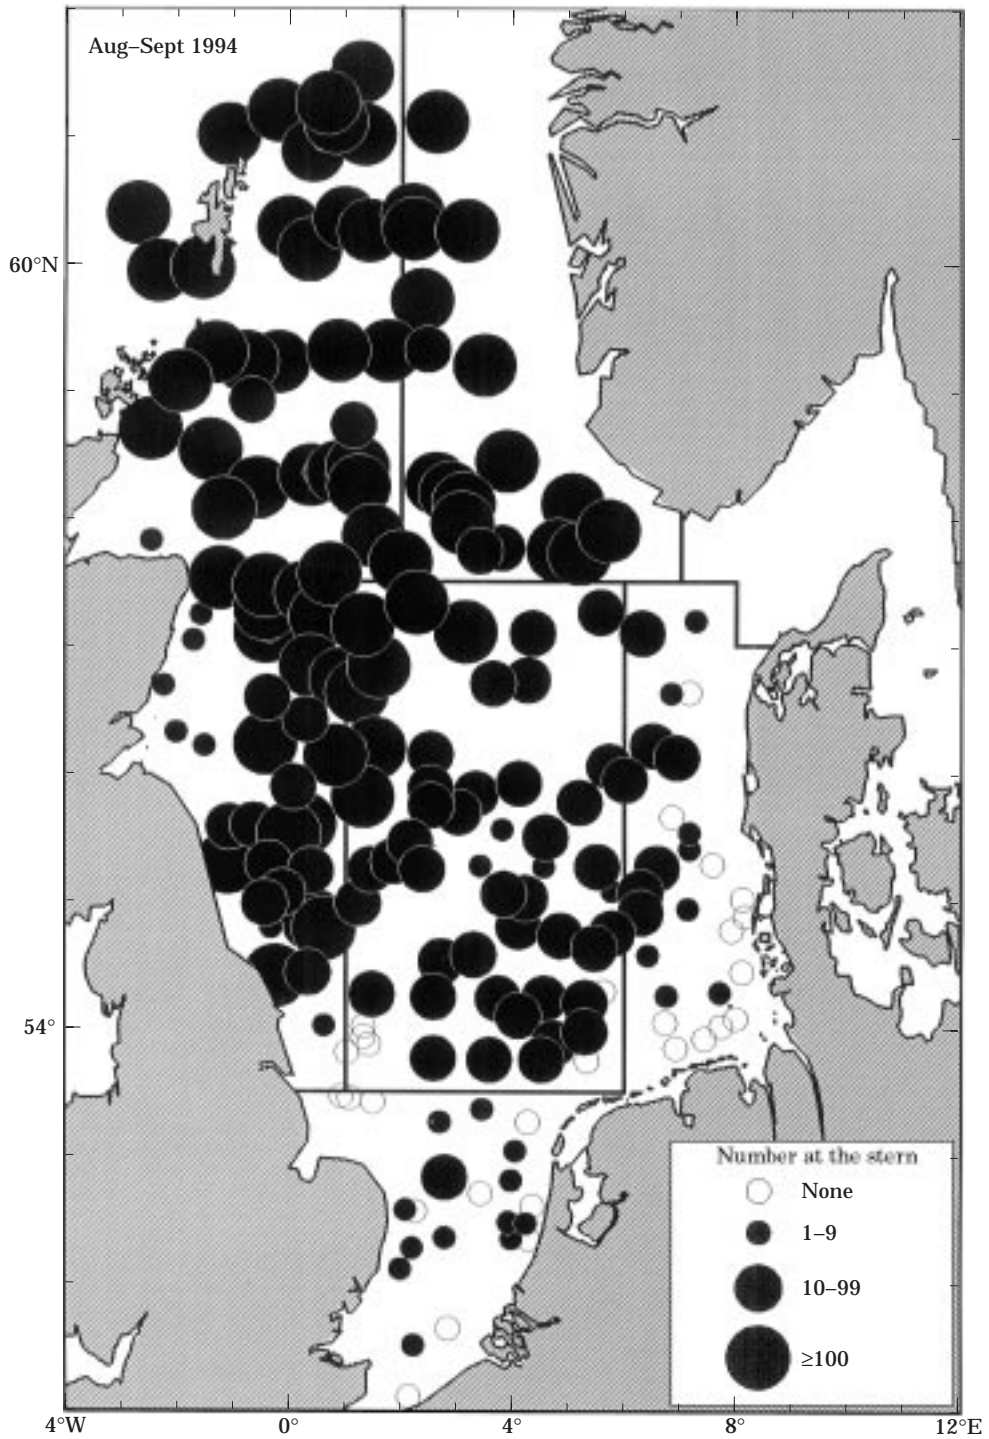 Aug–Sept 1994
60°N
54°
Number at the stern
None
1–9
10–99
≥100
4°W 0° 4° 8° 12°E